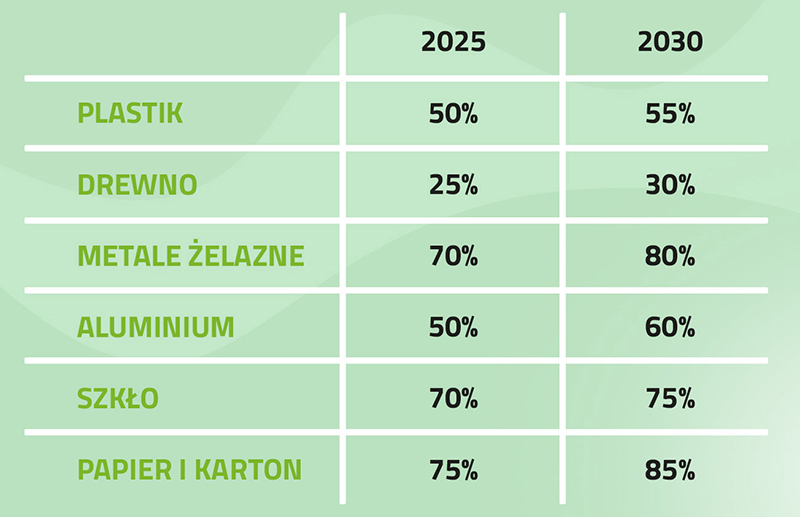 2025 2030
PLASTIK 50% 55%
DREWNO 25% 30%
METALE ŻELAZNE 70% 80%
ALUMINIUM 50% 60%
SZKŁO 70% 75%
PAPIER I KARTON 75% 85%